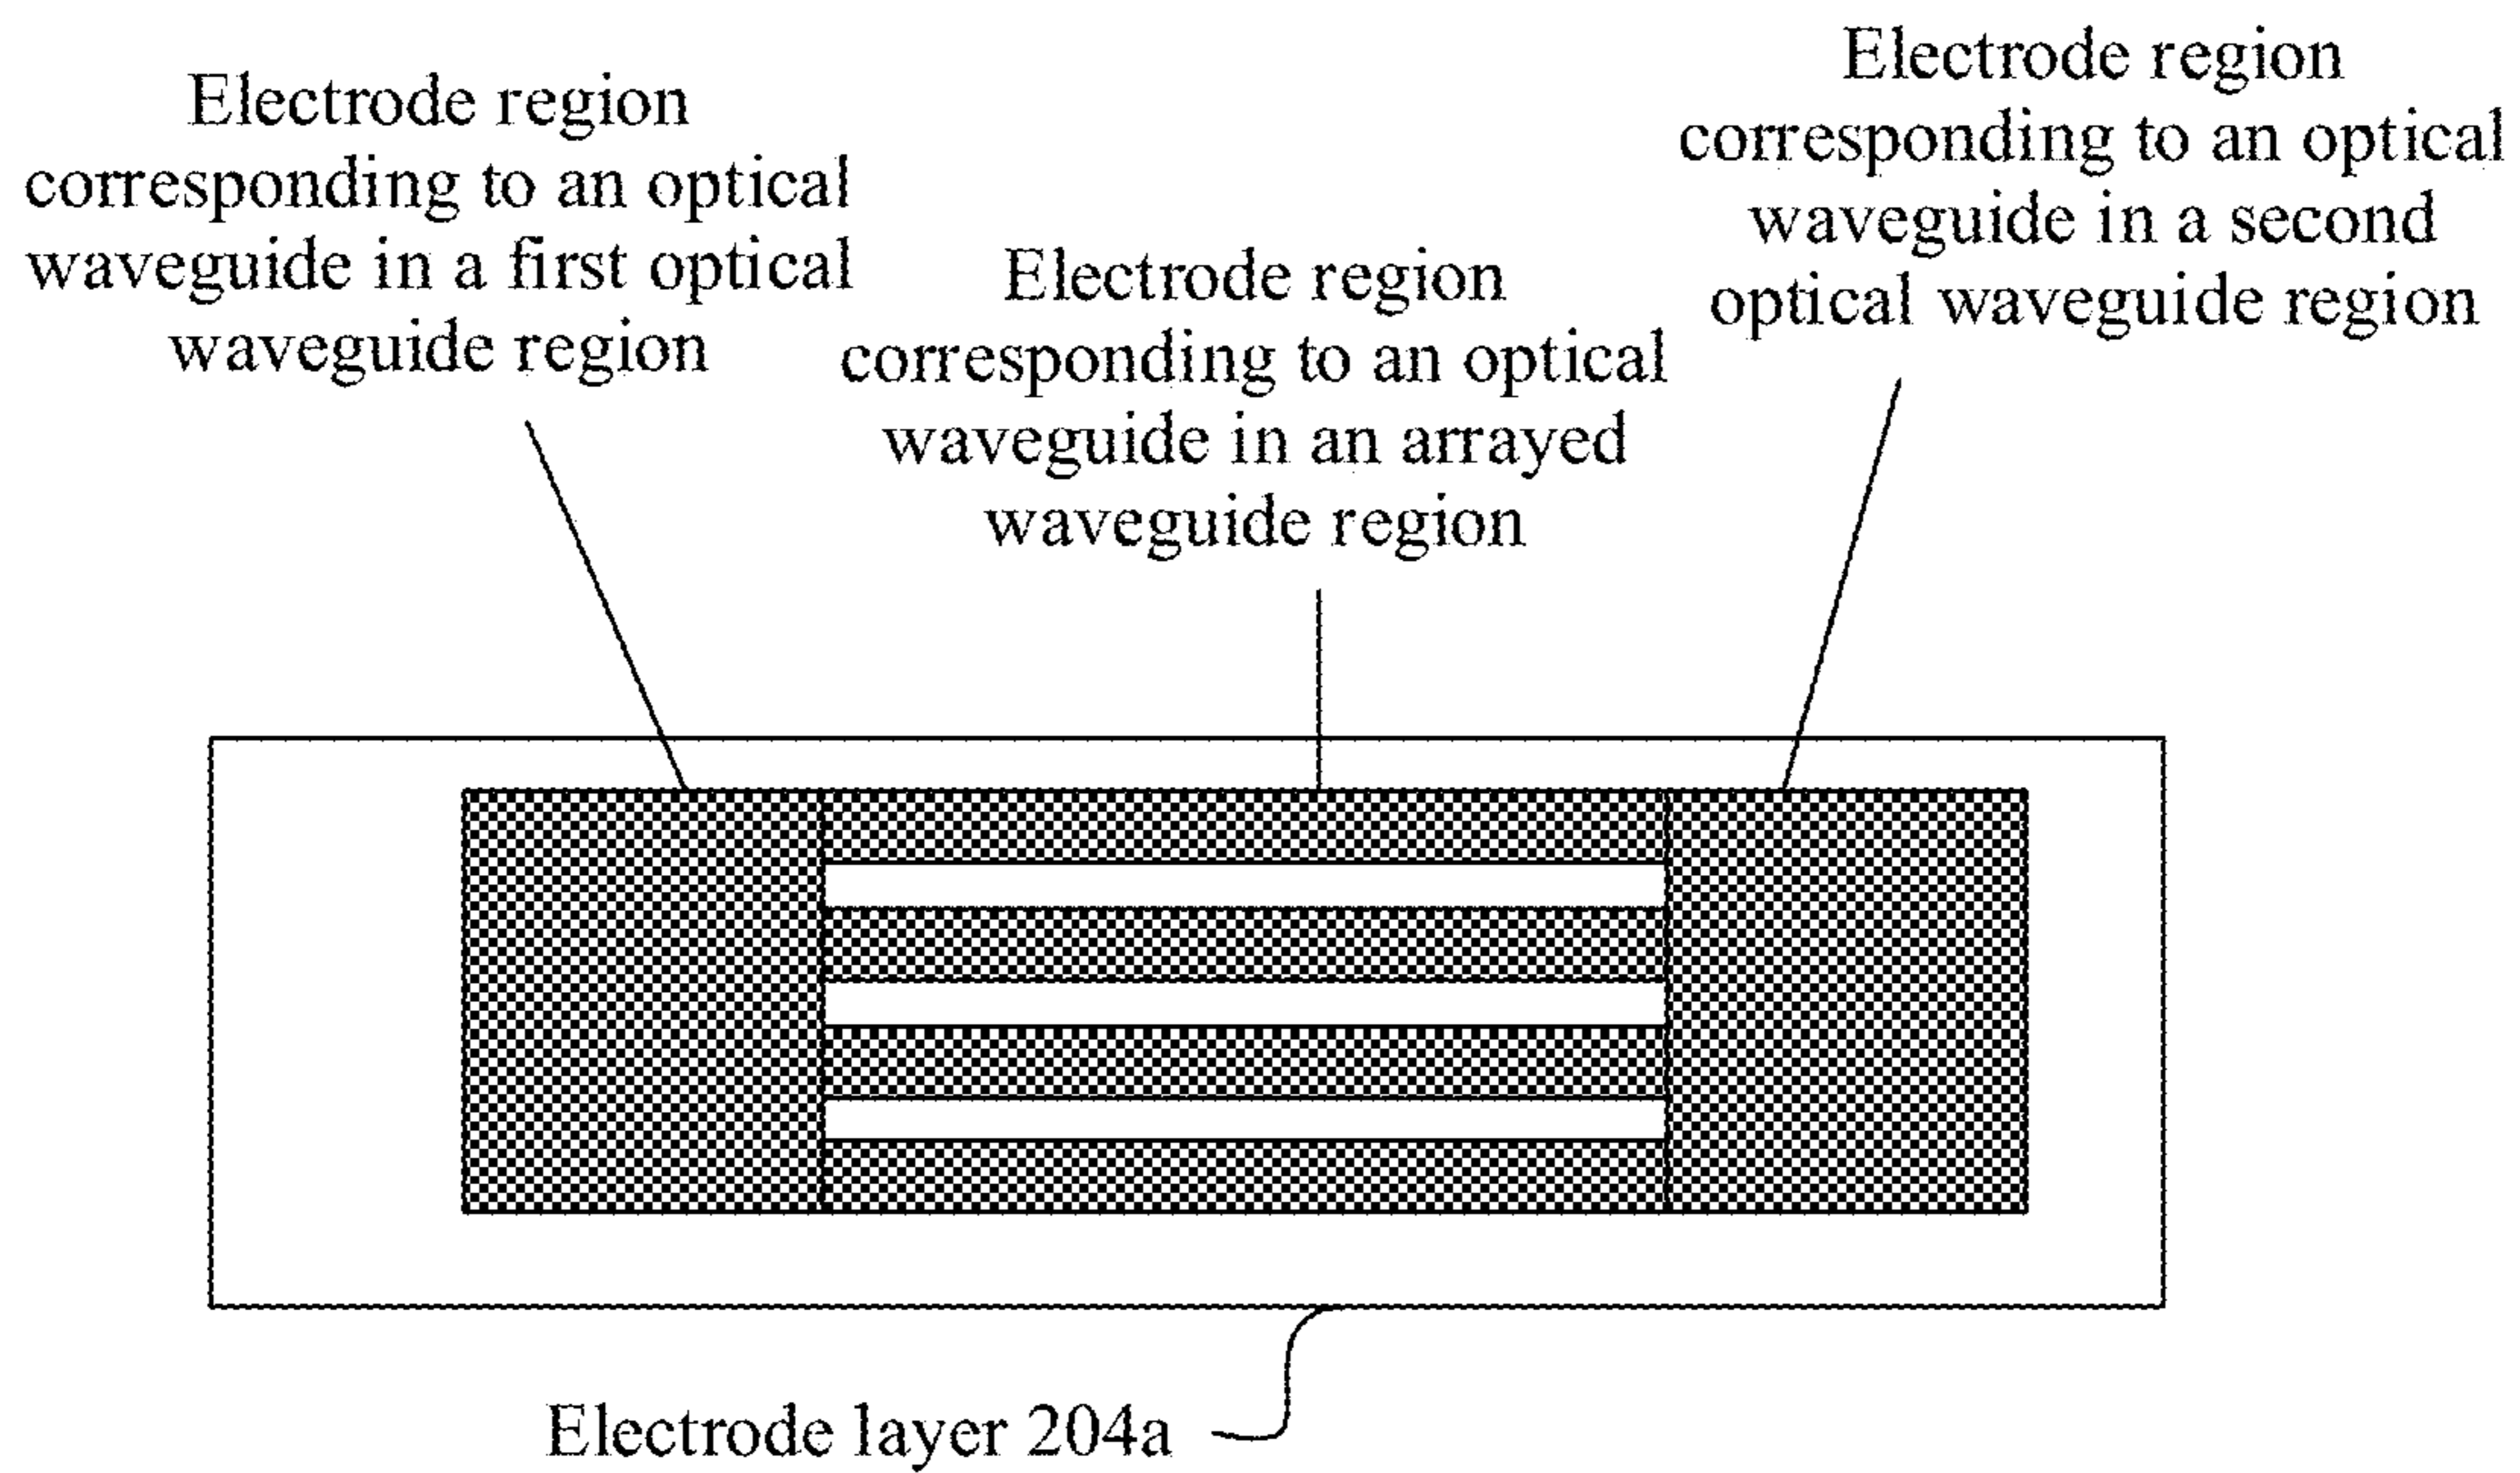 Electrode region
corresponding to an optical
waveguide in a first optical
waveguide region
Electrode region
corresponding to an optical
waveguide in an arrayed
waveguide region
Electrode region
corresponding to an optical
waveguide in a second
optical waveguide region
Electrode layer 204a